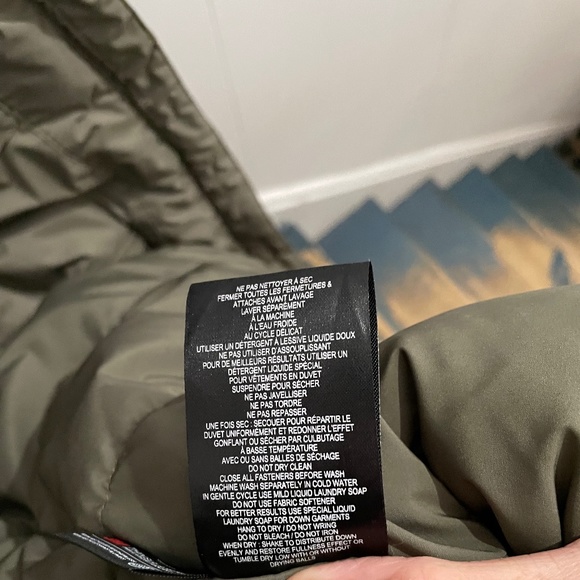 NE PAS NETTOYER À SEC
FERMER TOUTES LES FERMETURES &
ATTACHES AVANT LAVAGE
LAVER SÉPARÉMENT
À LA MACHINE
À L'EAU FROIDE
AU CYCLE DÉLICAT
UTILISER UN DÉTERGENT À LESSIVE LIQUIDE DOUX
NE PAS UTILISER D'ASSOUPLISSANT
POUR DE MEILLEURS RÉSULTATS UTILISER UN
DÉTERGENT LIQUIDE SPÉCIAL
POUR VÊTEMENTS EN DUVET
SUSPENDRE POUR SÉCHER
NE PAS JAVELLISER
NE PAS TORDRE
NE PAS REPASSER
UNE FOIS SEC : SECOUER POUR RÉPARTIR LE
DUVET UNIFORMÉMENT ET REDONNER L'EFFET
GONFLANT OU SÉCHER PAR CULBUTAGE
À BASSE TEMPÉRATURE
AVEC OU SANS BALLES DE SÉCHAGE
DO NOT DRY CLEAN
CLOSE ALL FASTENERS BEFORE WASH
MACHINE WASH SEPARATELY IN COLD WATER
IN GENTLE CYCLE USE MILD LIQUID LAUNDRY SOAP
DO NOT USE FABRIC SOFTENER
FOR BETTER RESULTS USE SPECIAL LIQUID
LAUNDRY SOAP FOR DOWN GARMENTS
HANG TO DRY / DO NOT WRING
DO NOT BLEACH / DO NOT IRON
WHEN DRY : SHAKE TO DISTRIBUTE DOWN
EVENLY AND RESTORE FULLNESS EFFECT OR
TUMBLE DRY LOW WITH OR WITHOUT
DRYING BALLS